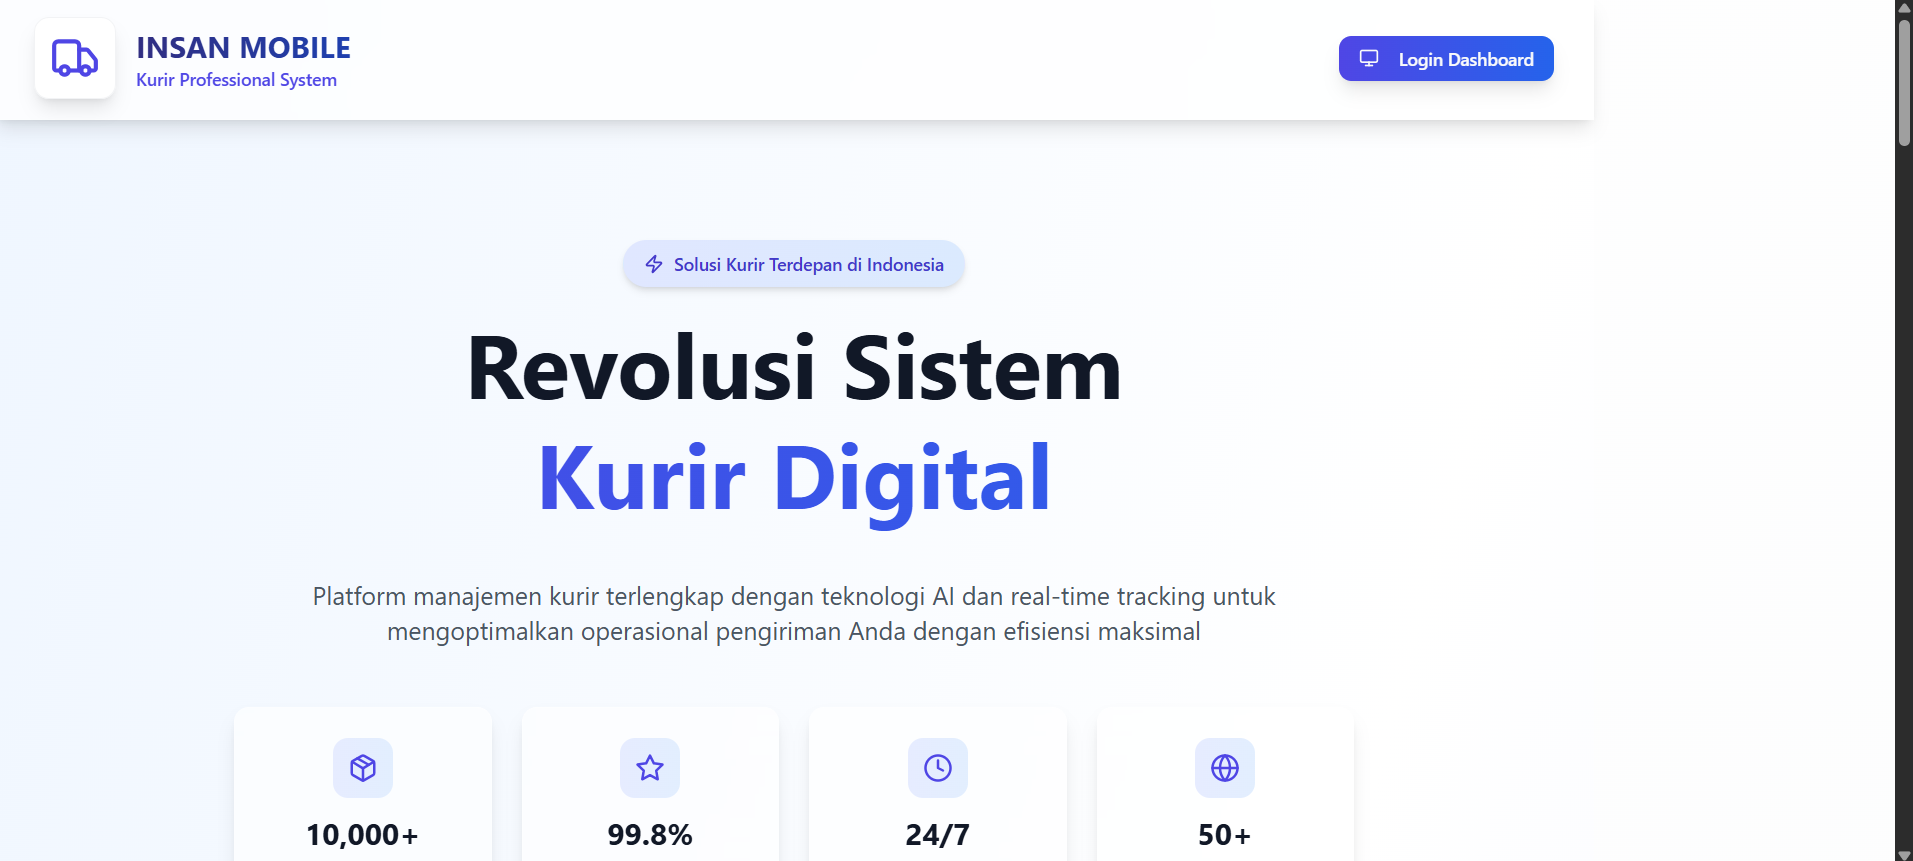 INSAN MOBILE
Kurir Professional System
Login Dashboard
Solusi Kurir Terdepan di Indonesia
Revolusi Sistem
Kurir Digital
Platform manajemen kurir terlengkap dengan teknologi AI dan real-time tracking untuk
mengoptimalkan operasional pengiriman Anda dengan efisiensi maksimal
10,000+
99.8%
24/7
50+